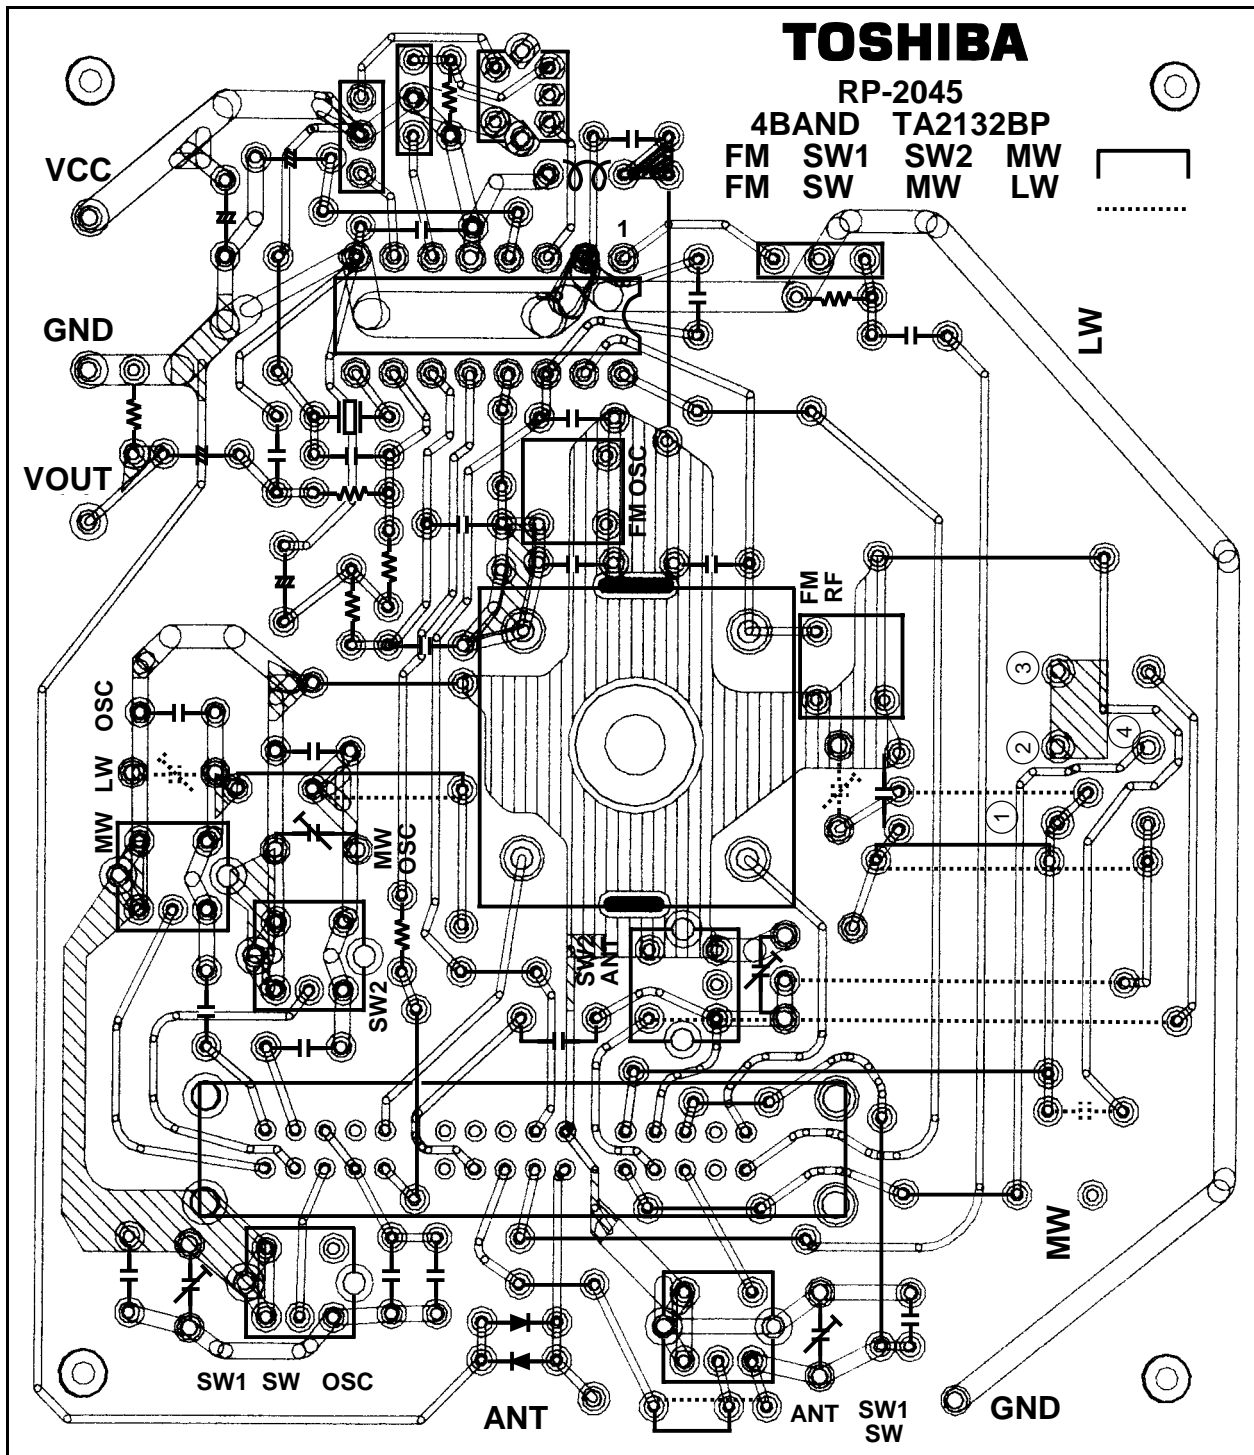 TOSHIBA
RP-2045
4BAND TA2132BP
FM SW1 SW2 MW
FM SW MW LW
VCC
1
GND
LW
VOUT
FM OSC
FM
RF
3
OSC
2
4
LW
1
MW
MW
OSC
SW2
ANT
SW2
MW
SW1 SW OSC
ANT
ANT
SW1
SW
GND